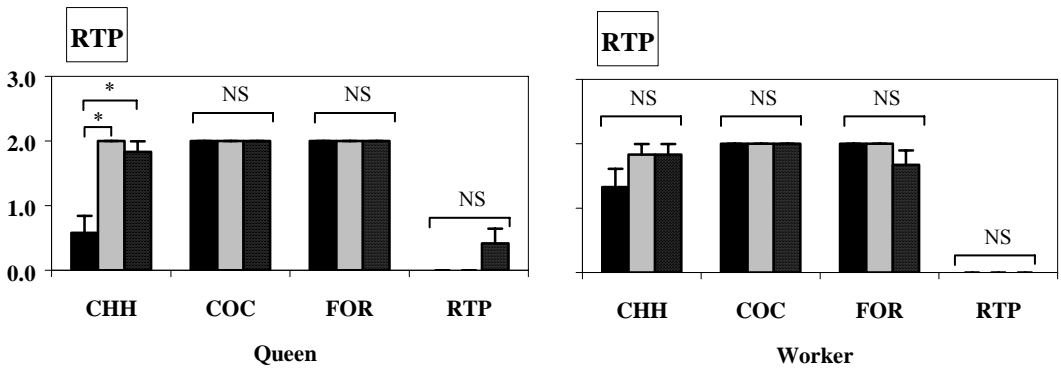 RTP
3.0
2.0
1.0
0.0
*
*
NS
NS
NS
CHH COC FOR RTP
Queen
RTP
NS
NS
NS
NS
CHH COC FOR RTP
Worker